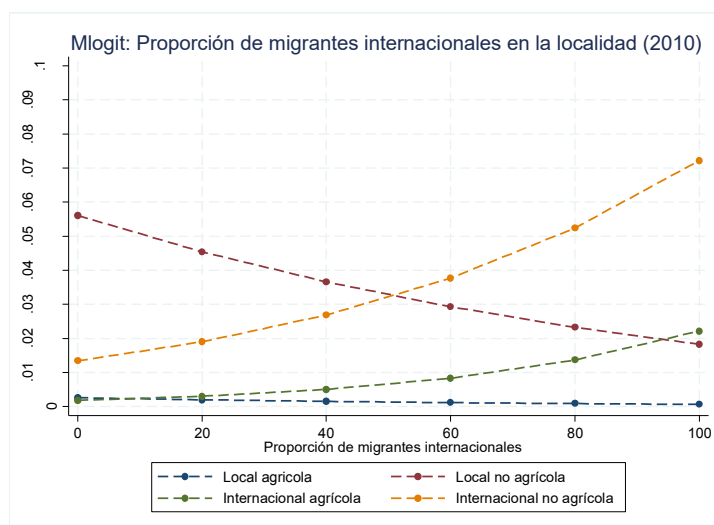 Mlogit: Proporción de migrantes internacionales en la localidad (2010)
.1
.09
.08
.07
.06
.05
.04
.03
.02
.01
0
0 20 40 60 80 100
Proporción de migrantes internacionales
Local agricola Local no agrícola
Internacional agrícola Internacional no agrícola